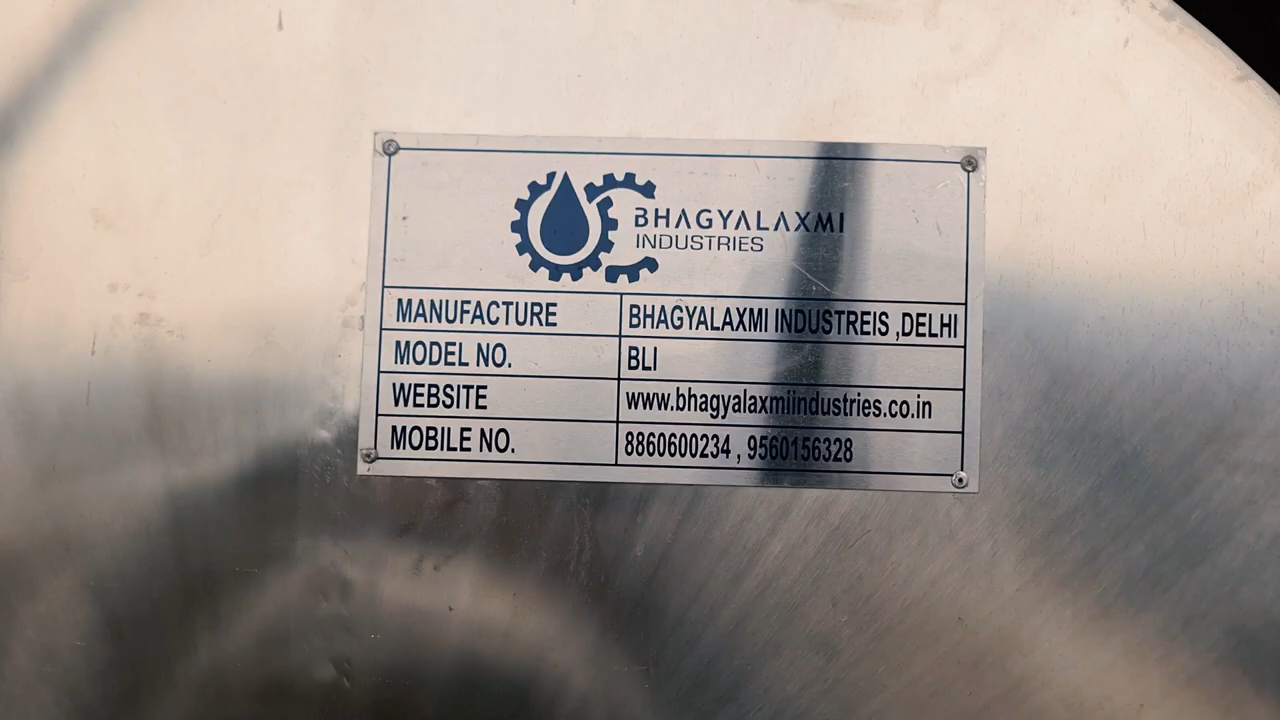 BHAGYALAXMI
INDUSTRIES
MANUFACTURE BHAGYALAXMI INDUSTREIS ,DELHI
MODEL NO. BLI
WEBSITE www.bhagyalaxmiindustries.co.in
MOBILE NO. 8860600234 , 9560156328